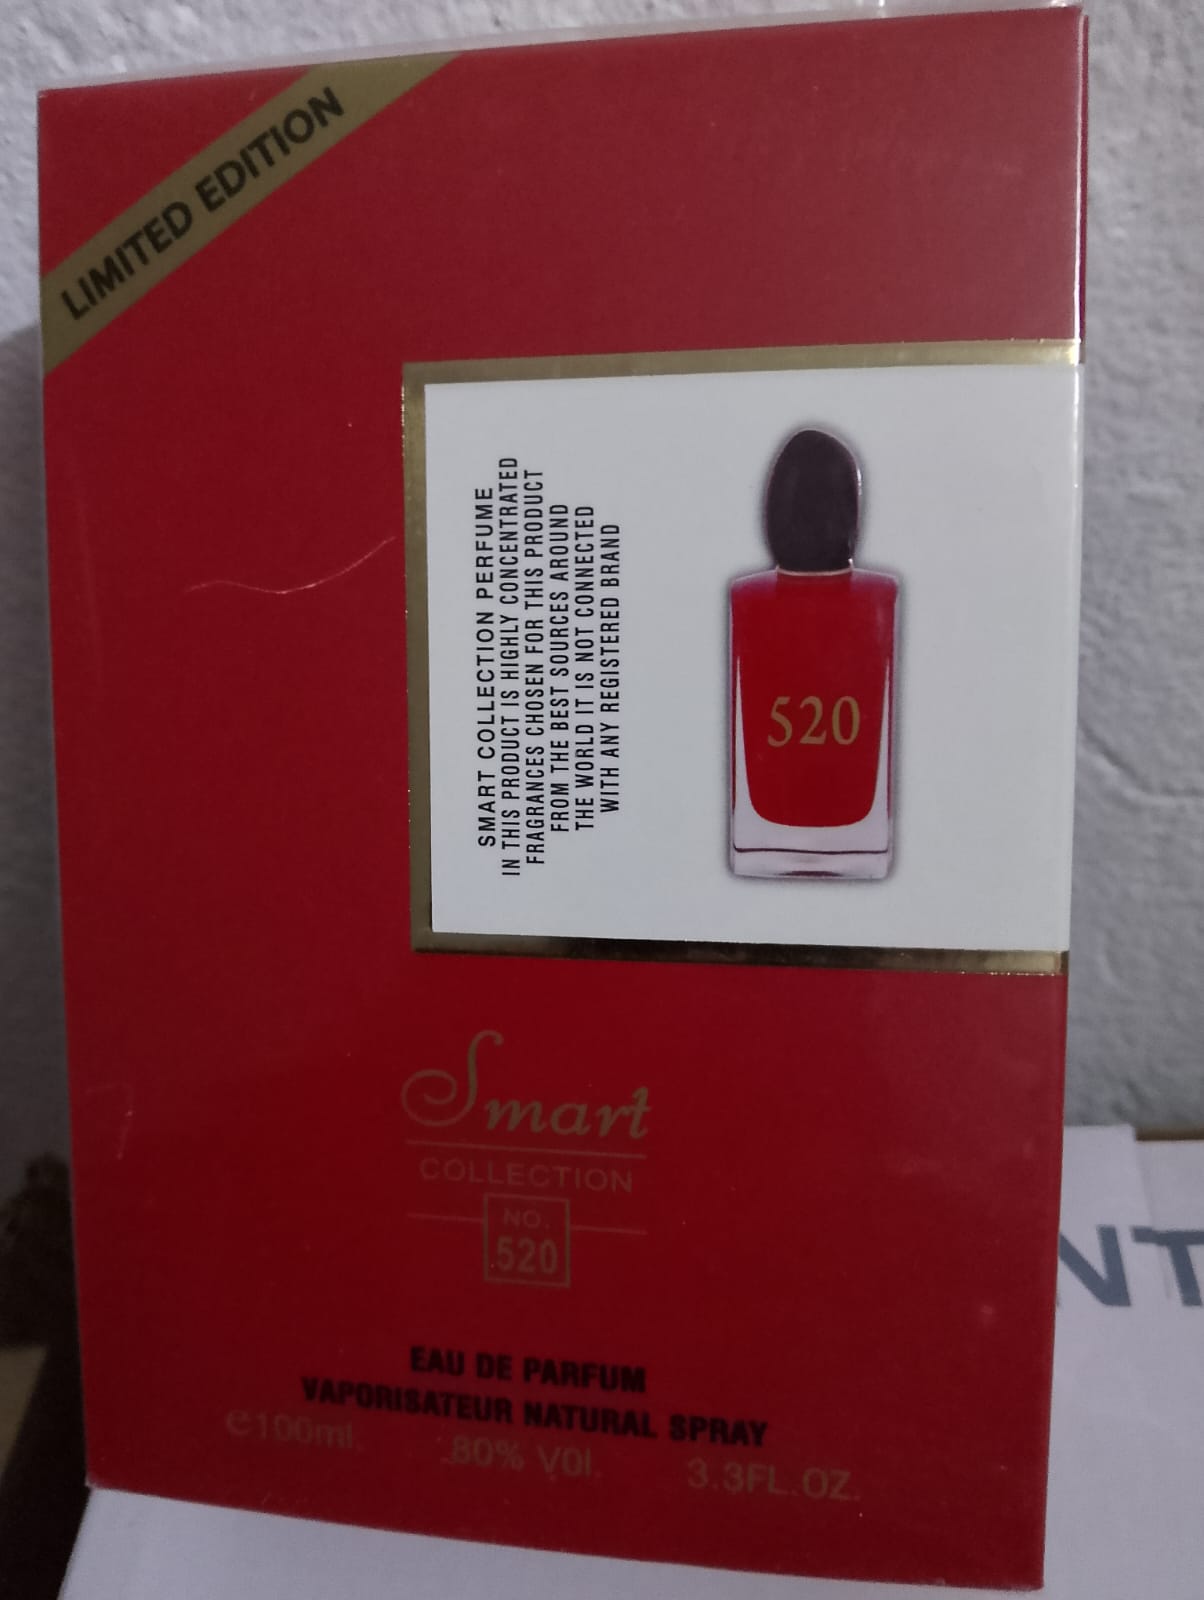 LIMITED EDITION
SMART COLLECTION PERFUME
IN THIS PRODUCT IS HIGHLY CONCENTRATED
FRAGRANCES CHOSEN FOR THIS PRODUCT
FROM THE BEST SOURCES AROUND
THE WORLD IT IS NOT CONNECTED
WITH ANY REGISTERED BRAND
520
Smart
COLLECTION
NO.
520
EAU DE PARFUM
VAPORISATEUR NATURAL SPRAY
e100ml. 80% VOl. 3.3FL.OZ.
NT